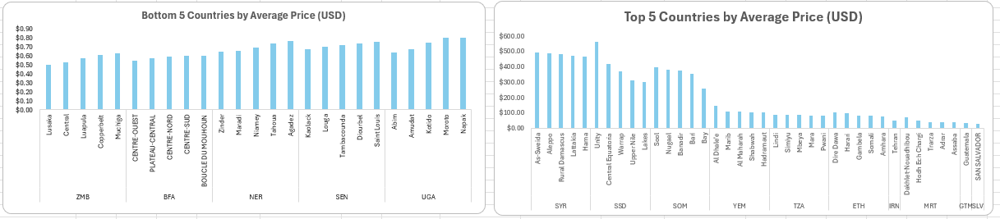 Bottom 5 Countries by Average Price (USD)
$0.90
$0.80
$0.70
$0.60
$0.50
$0.40
$0.30
$0.20
$0.10
$0.00
Lusaka
Central
Luapula
Copperbelt
Muchiga
CENTRE-OUEST
PLATEAU-CENTRAL
CENTRE-NORD
CENTRE-SUD
BOUCLE DU MOUHOUN
Zinder
Maradi
Niamey
Tahoua
Agadez
Kaolack
Louga
Tambacounda
Diourbel
Saint Louis
Abim
Amudat
Kotido
Moroto
Napak
ZMB
BFA
NER
SEN
UGA
Top 5 Countries by Average Price (USD)
$600.00
$500.00
$400.00
$300.00
$200.00
$100.00
$0.00
As-Sweida
Aleppo
Rural Damascus
Lattakia
Hama
Unity
Central Equatoria
Warrap
Upper Nile
Lakes
Sool
Nugaal
Banadir
Bari
Bay
Al Dhale'e
Marib
Al Maharah
Shabwah
Hadramaut
Lindi
Simiyu
Mbeya
Mara
Pwani
Dire Dawa
Harari
Gambela
Somali
Amhara
Tehran
Dakhlet-Nouadhibou
Hodh Ech Chargi
Trarza
Adrar
Assaba
Guatemala
SAN SALVADOR
SYR
SSD
SOM
YEM
TZA
ETH
IRN
MRT
GTM
SLV